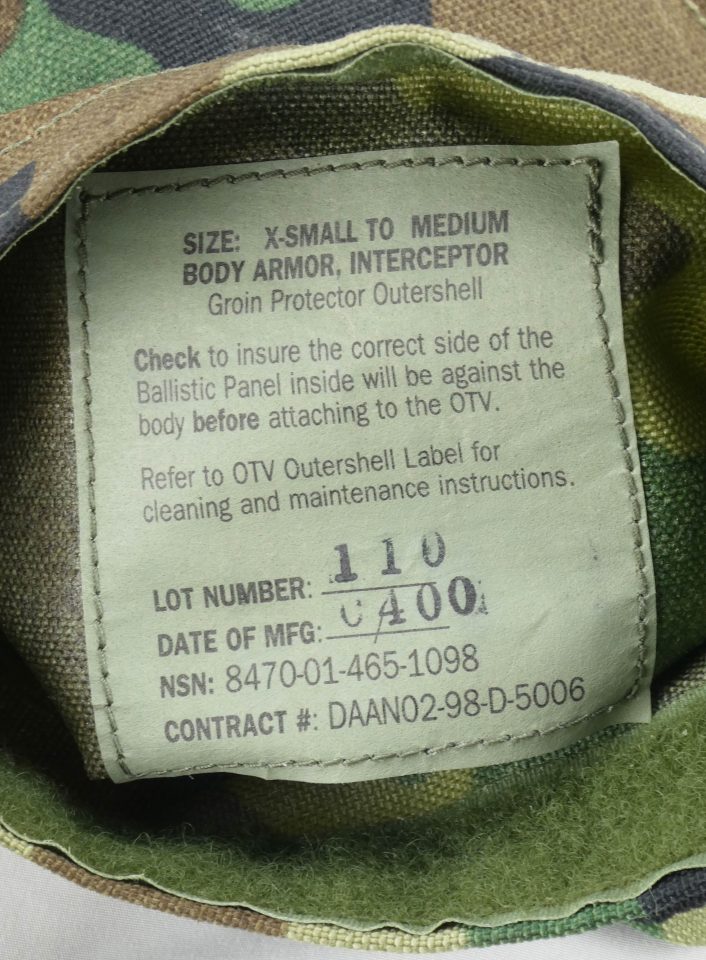 SIZE: X-SMALL TO MEDIUM
BODY ARMOR, INTERCEPTOR
Groin Protector Outershell
Check to insure the correct side of the
Ballistic Panel inside will be against the
body before attaching to the OTV.
Refer to OTV Outershell Label for
cleaning and maintenance instructions.
LOT NUMBER: 110
DATE OF MFG:
NSN: 8470-01-465-1098
CONTRACT #: DAAN02-98-D-5006